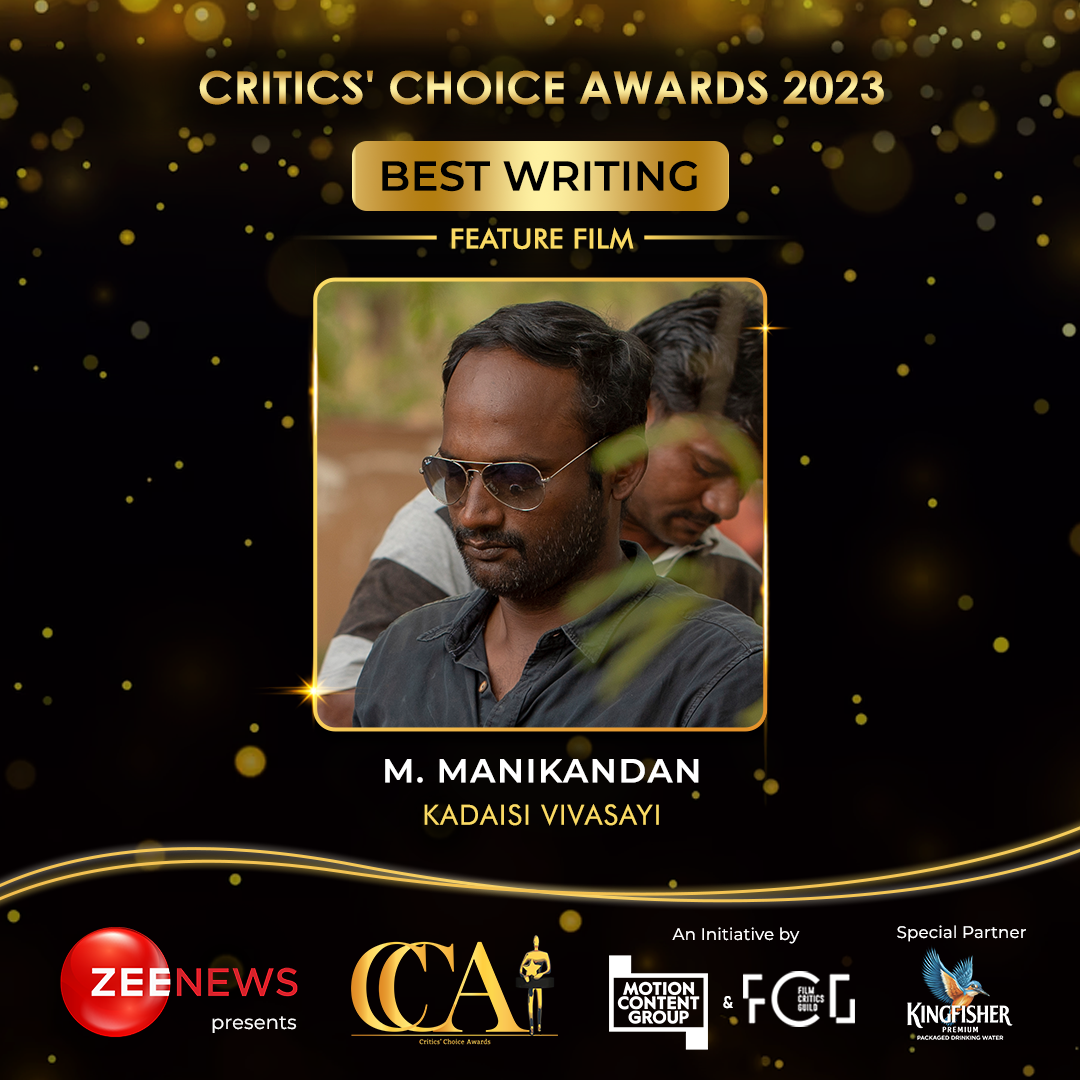 CRITICS' CHOICE AWARDS 2023
BEST WRITING
FEATURE FILM
M. MANIKANDAN
KADAISI VIVASAYI
ZEENEWS
presents
CCA
Critics' Choice Awards
An Initiative by
MOTION
CONTENT
GROUP
&
FCG
FILM
CRITICS
GUILD
Special Partner
KINGFISHER
PREMIUM
PACKAGED DRINKING WATER